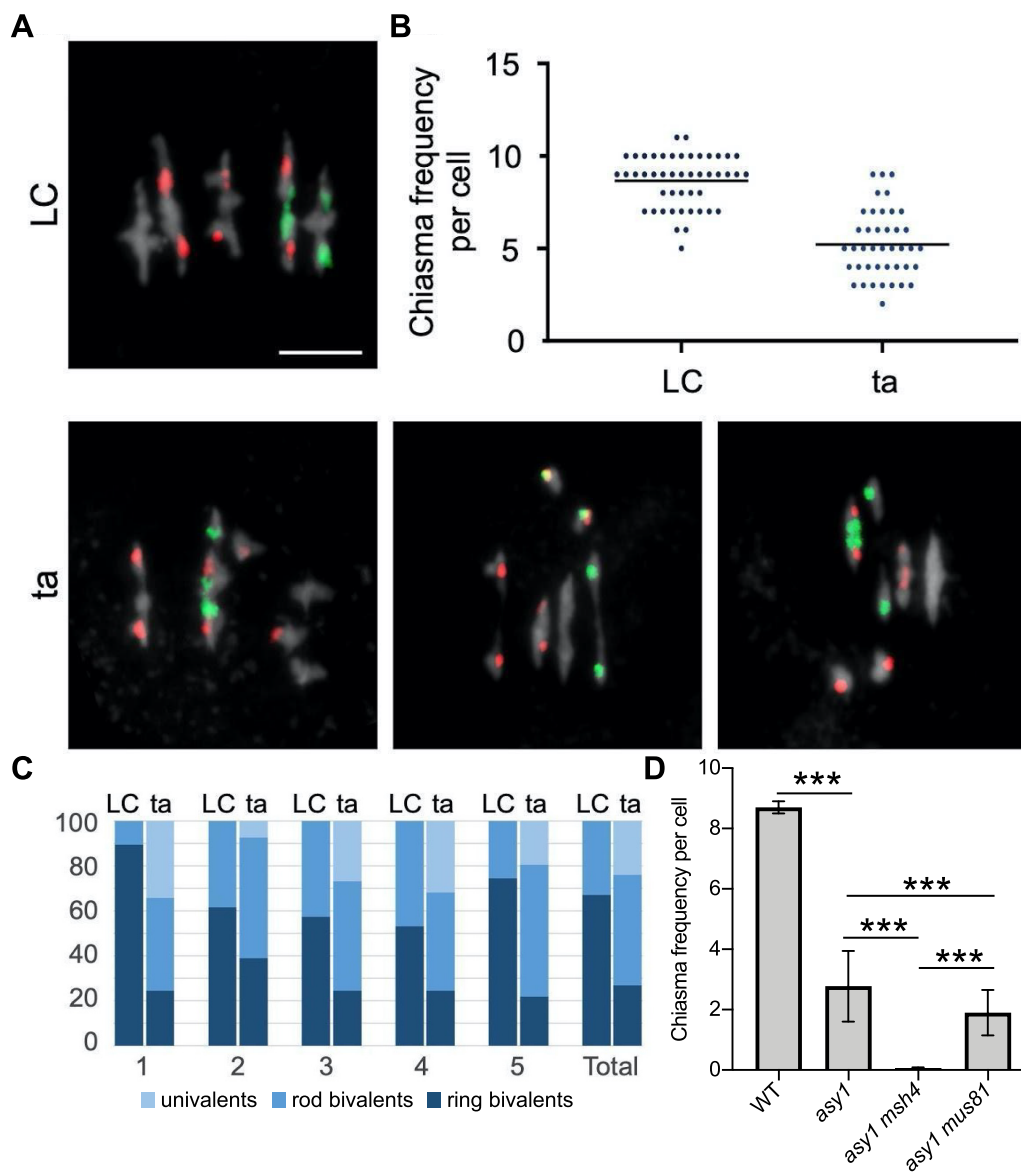 A
B
LC
Chiasma frequency
per cell
15
10
5
0
LC
ta
ta
C
LC ta
LC ta
LC ta
LC ta
LC ta
LC ta
100
80
60
40
20
0
1
2
3
4
5
Total
univalents
rod bivalents
ring bivalents
D
Chiasma frequency per cell
10
8
6
4
2
0
***
***
***
***
WT
asy1
asy1 msh4
asy1 mus81